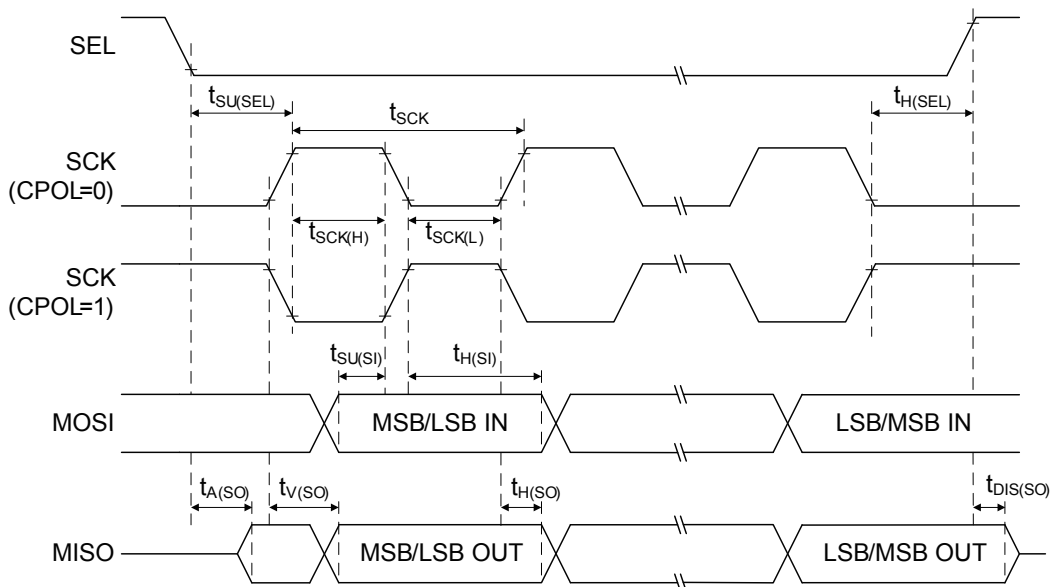 SEL
tSU(SEL)
tH(SEL)
tSCK
SCK
(CPOL=0)
tSCK(H)
tSCK(L)
SCK
(CPOL=1)
tSU(SI)
tH(SI)
MOSI
MSB/LSB IN
LSB/MSB IN
tA(SO)
tV(SO)
tH(SO)
tDIS(SO)
MISO
MSB/LSB OUT
LSB/MSB OUT